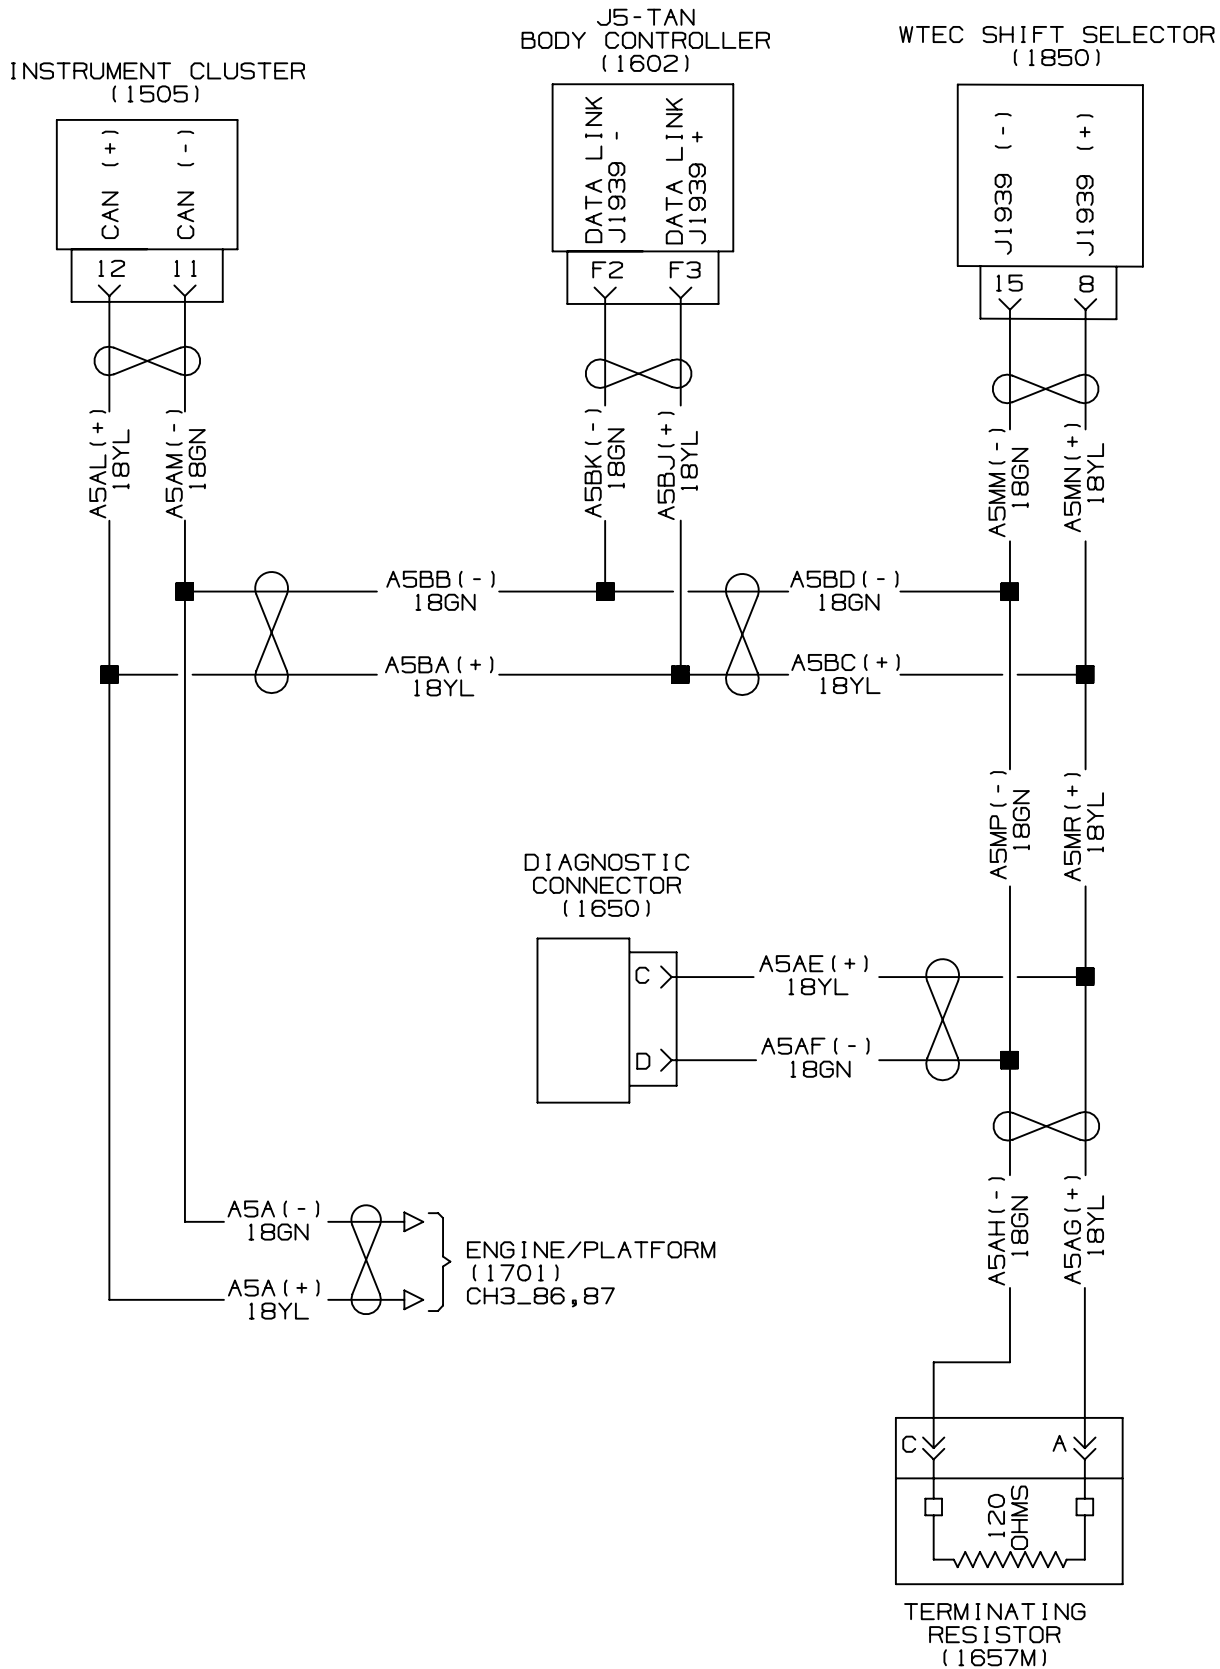 J5-TAN
BODY CONTROLLER
(1602)
WTEC SHIFT SELECTOR
(1850)
INSTRUMENT CLUSTER
(1505)
CAN (+)
CAN (-)
12
11
DATA LINK
J1939 -
DATA LINK
J1939 +
F2
F3
J1939 (-)
J1939 (+)
15
8
A5AL(+)
18YL
A5AM(-)
18GN
A5BK(-)
18GN
A5BJ(+)
18YL
A5MM(-)
18GN
A5MN(+)
18YL
A5BB(-)
18GN
A5BD(-)
18GN
A5BA(+)
18YL
A5BC(+)
18YL
A5MP(-)
18GN
A5MR(+)
18YL
DIAGNOSTIC
CONNECTOR
(1650)
C
A5AE(+)
18YL
D
A5AF(-)
18GN
A5A(-)
18GN
A5A(+)
18YL
ENGINE/PLATFORM
(1701)
CH3_86,87
A5AH(-)
18GN
A5AG(+)
18YL
C
A
120
OHMS
TERMINATING
RESISTOR
(1657M)